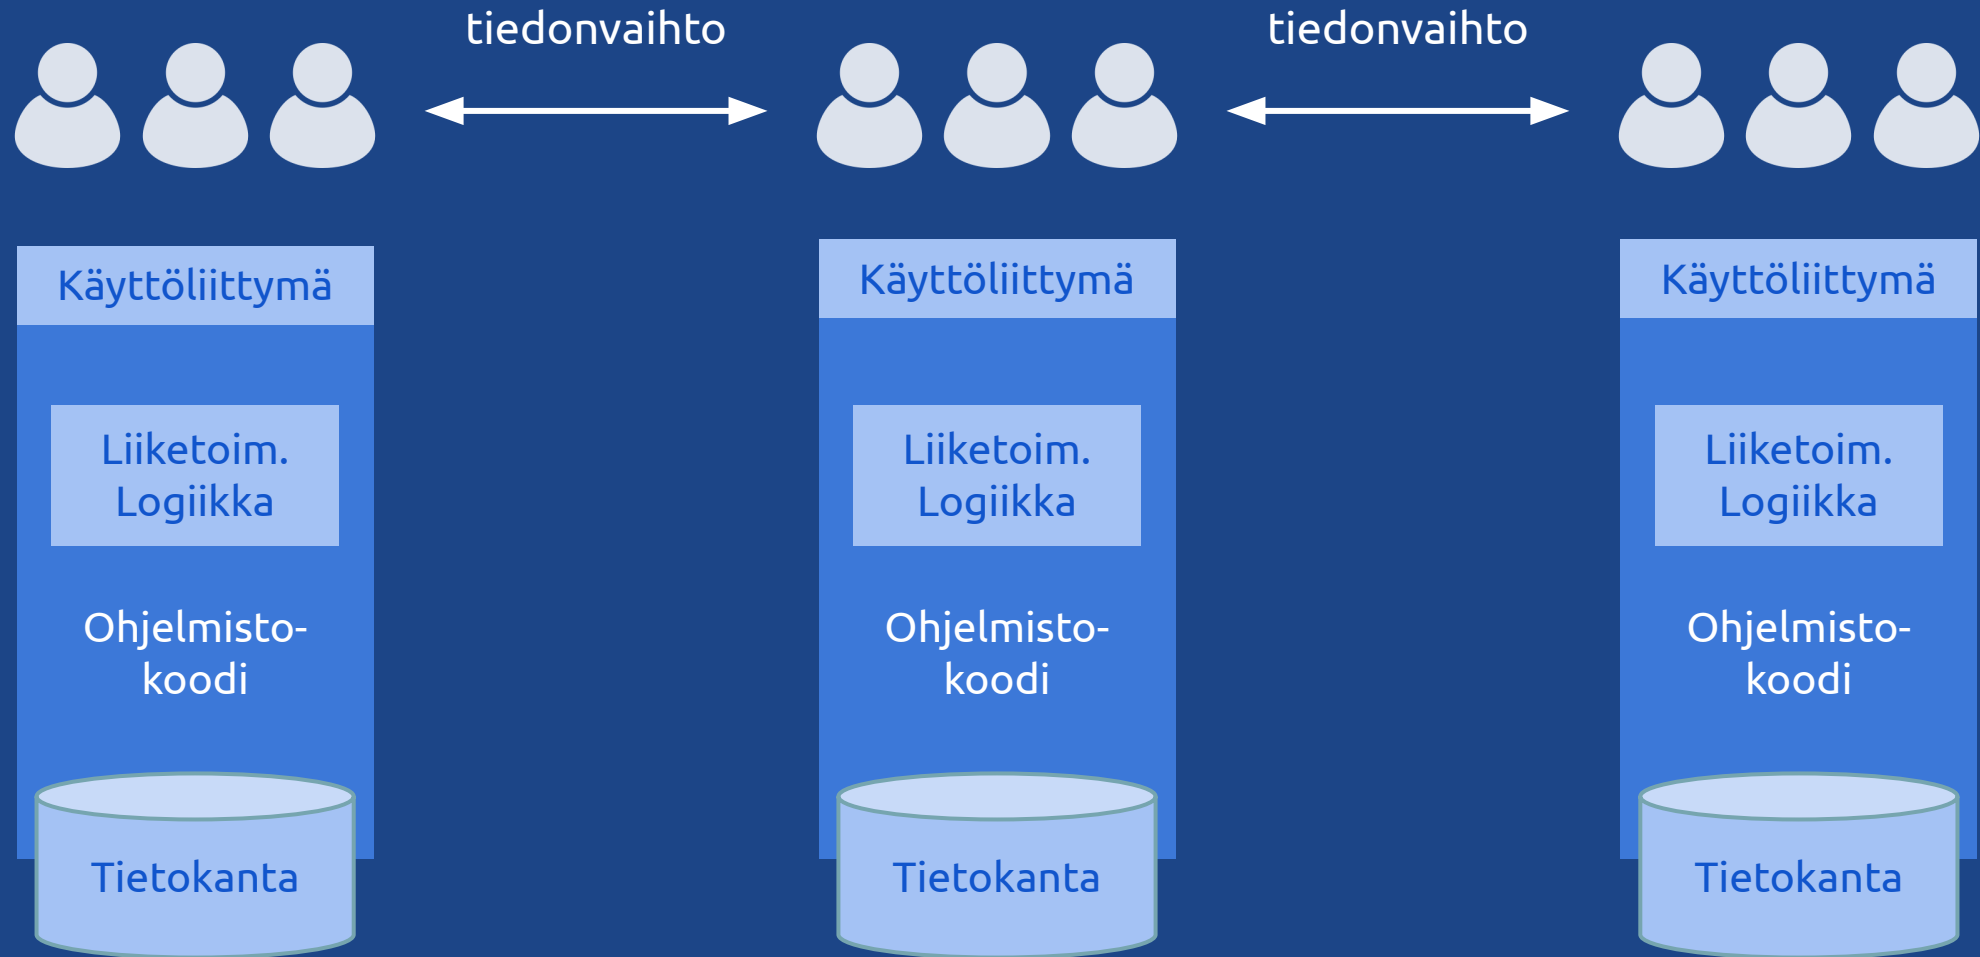 tiedonvaihto
tiedonvaihto
Käyttöliittymä
Liiketoim.
Logiikka
Ohjelmisto-
koodi
Tietokanta
Käyttöliittymä
Liiketoim.
Logiikka
Ohjelmisto-
koodi
Tietokanta
Käyttöliittymä
Liiketoim.
Logiikka
Ohjelmisto-
koodi
Tietokanta